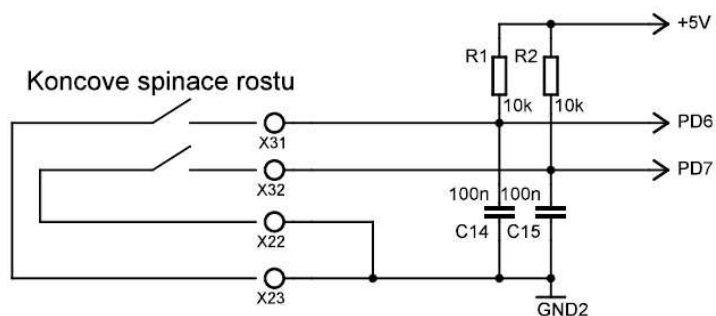 +5V
R1 R2
Koncove spinace rostu
10k 10k
PD6
X31
PD7
X32
100n 100n
X22
C14 C15
X23
GND2